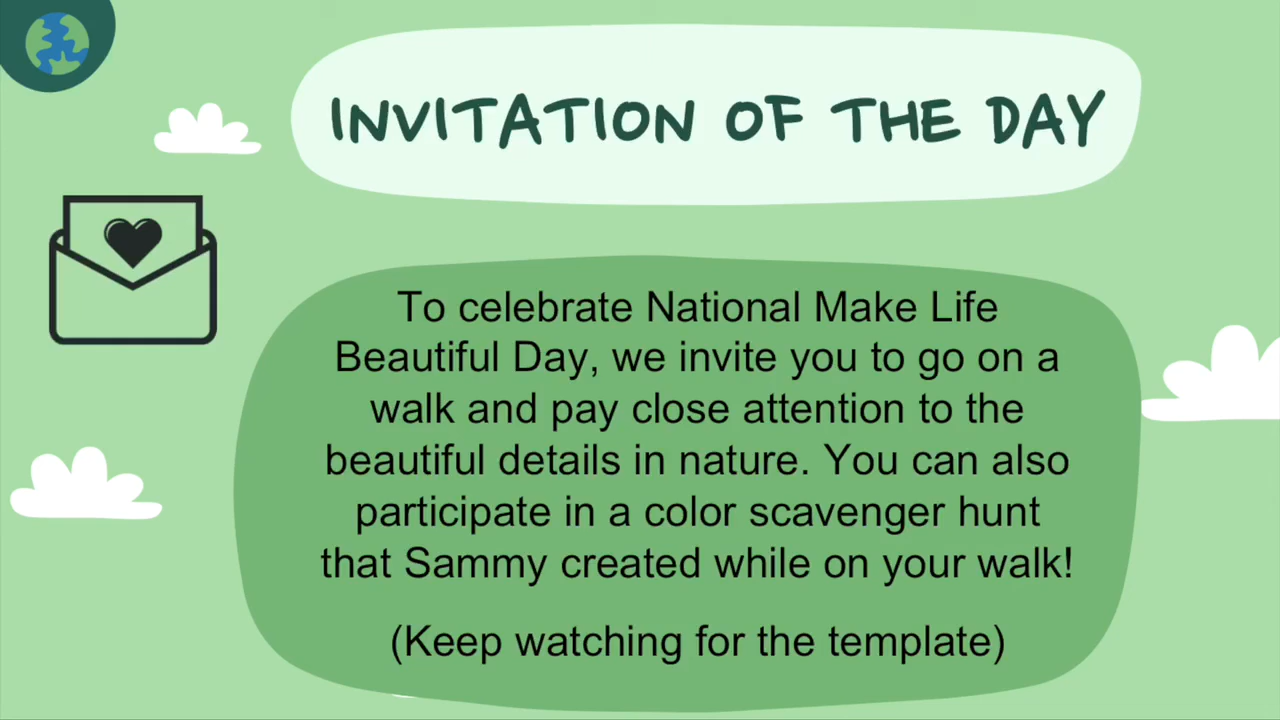 INVITATION OF THE DAY
To celebrate National Make Life
Beautiful Day, we invite you to go on a
walk and pay close attention to the
beautiful details in nature. You can also
participate in a color scavenger hunt
that Sammy created while on your walk!
(Keep watching for the template)